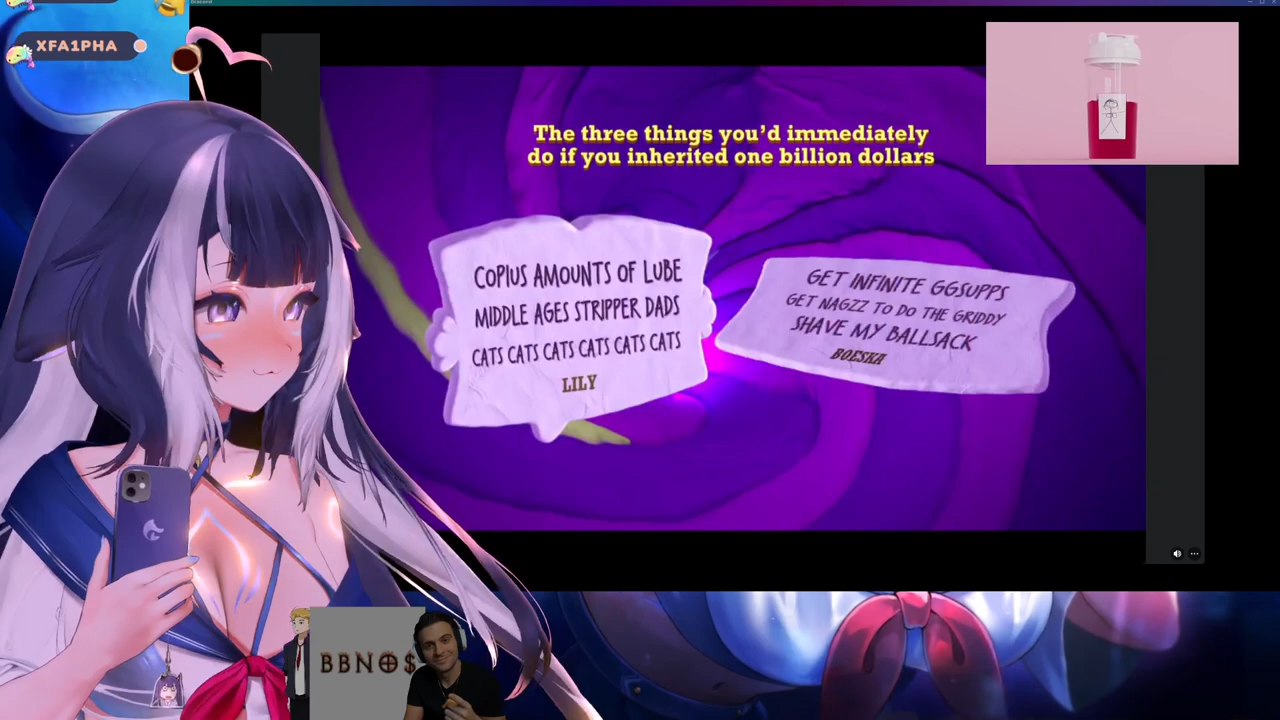 Discord
XFA1PHA
The three things you'd immediately
do if you inherited one billion dollars
COPIUS AMOUNTS OF LUBE
MIDDLE AGES STRIPPER DADS
CATS CATS CATS CATS CATS CATS
LILY
GET INFINITE GGSUPPS
GET NAGZZ TO DO THE GRIDDY
SHAVE MY BALLSACK
BOESHA
BBNO$